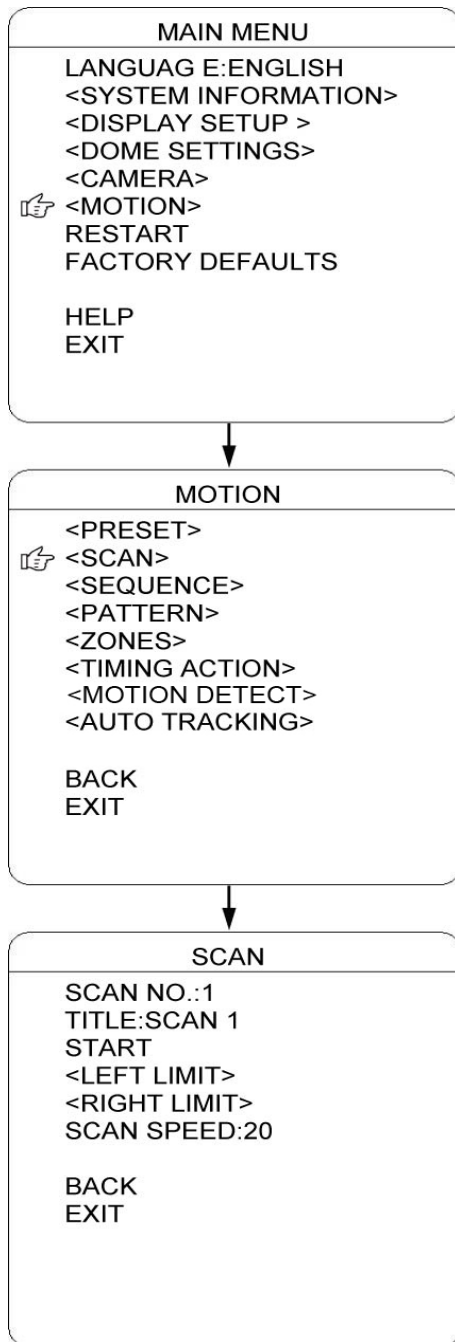 MAIN MENU
LANGUAG E:ENGLISH
<SYSTEM INFORMATION>
<DISPLAY SETUP >
<DOME SETTINGS>
<CAMERA>
<MOTION>
RESTART
FACTORY DEFAULTS
HELP
EXIT
MOTION
<PRESET>
<SCAN>
<SEQUENCE>
<PATTERN>
<ZONES>
<TIMING ACTION>
<MOTION DETECT>
<AUTO TRACKING>
BACK
EXIT
SCAN
SCAN NO.:1
TITLE:SCAN 1
START
<LEFT LIMIT>
<RIGHT LIMIT>
SCAN SPEED:20
BACK
EXIT